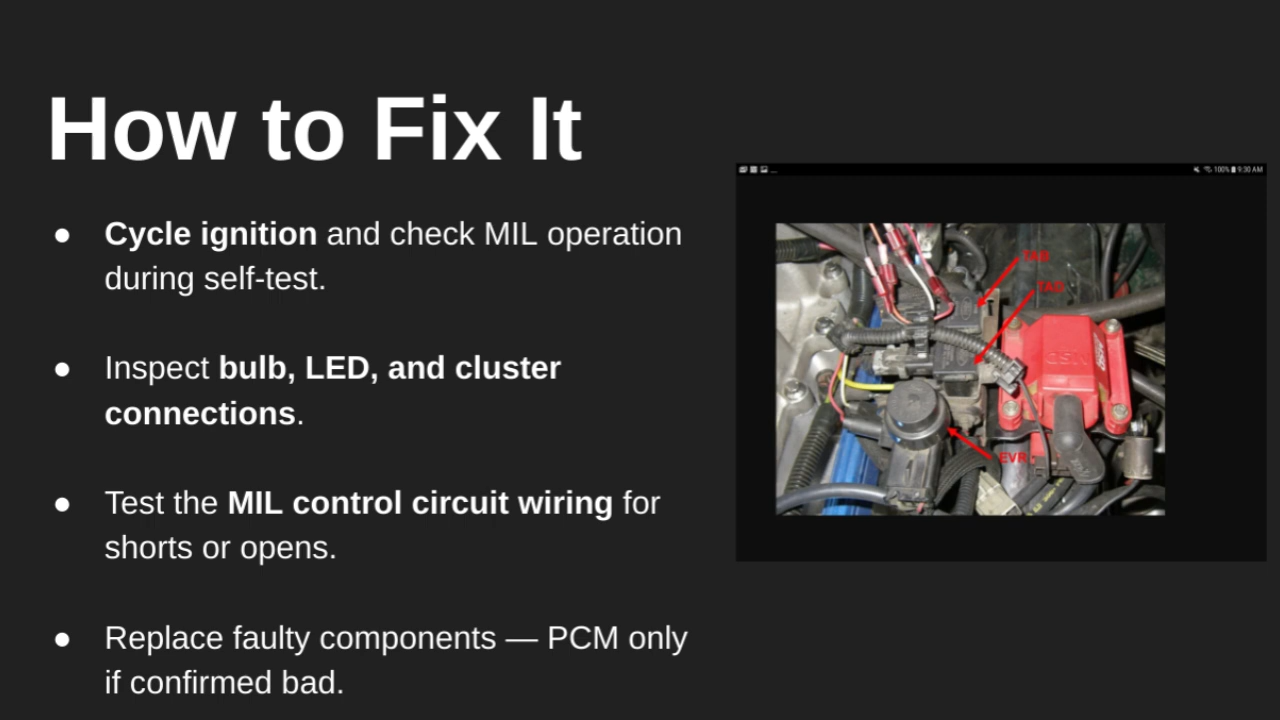 How to Fix It
● Cycle ignition and check MIL operation
during self-test.
● Inspect bulb, LED, and cluster
connections.
● Test the MIL control circuit wiring for
shorts or opens.
● Replace faulty components — PCM only
if confirmed bad.
100% 9:30 AM
TAB
TAD
EVR